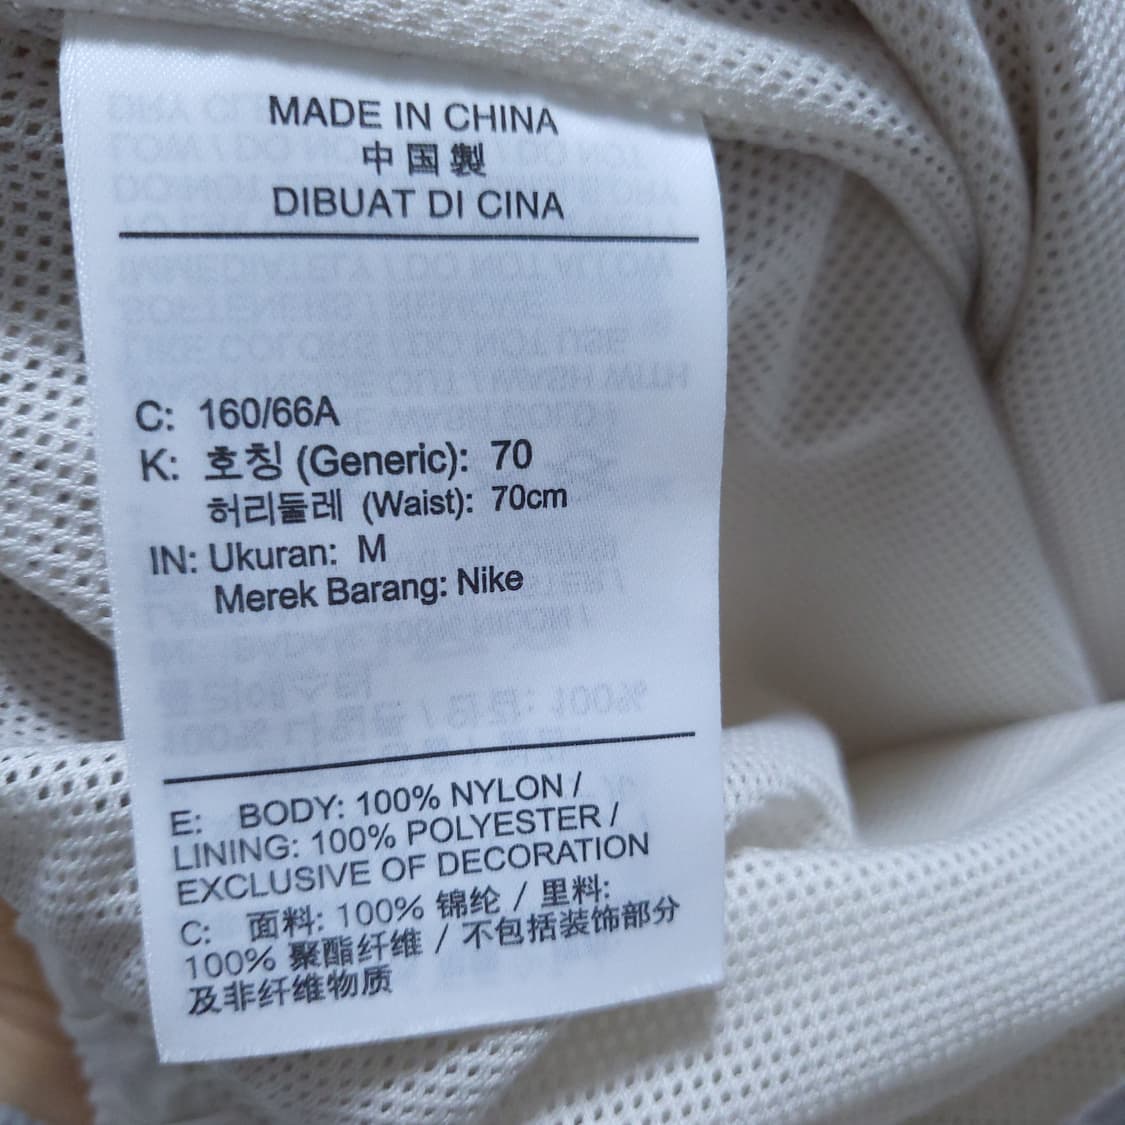 MADE IN CHINA
中国製
DIBUAT DI CINA
C: 160/66A
K: 호칭 (Generic): 70
허리둘레 (Waist): 70cm
IN: Ukuran: M
Merek Barang: Nike
E: BODY: 100% NYLON /
LINING: 100% POLYESTER /
EXCLUSIVE OF DECORATION
C: 面料: 100% 锦纶 / 里料:
100% 聚酯纤维 / 不包括装饰部分
及非纤维物质